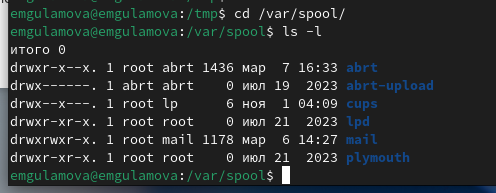 emgulamova@emgulamova:/tmp$ cd /var/spool/
emgulamova@emgulamova:/var/spool$ ls -l
итого 0
drwxr-x--x. 1 root abrt 1436 мар  7 16:33 abrt
drwx------. 1 abrt abrt    0 июл 19  2023 abrt-upload
drwx--x---. 1 root lp      6 ноя  1 04:09 cups
drwxr-xr-x. 1 root root    0 июл 21  2023 lpd
drwxrwxr-x. 1 root mail 1178 мар  6 14:27 mail
drwxr-xr-x. 1 root root    0 июл 21  2023 plymouth
emgulamova@emgulamova:/var/spool$